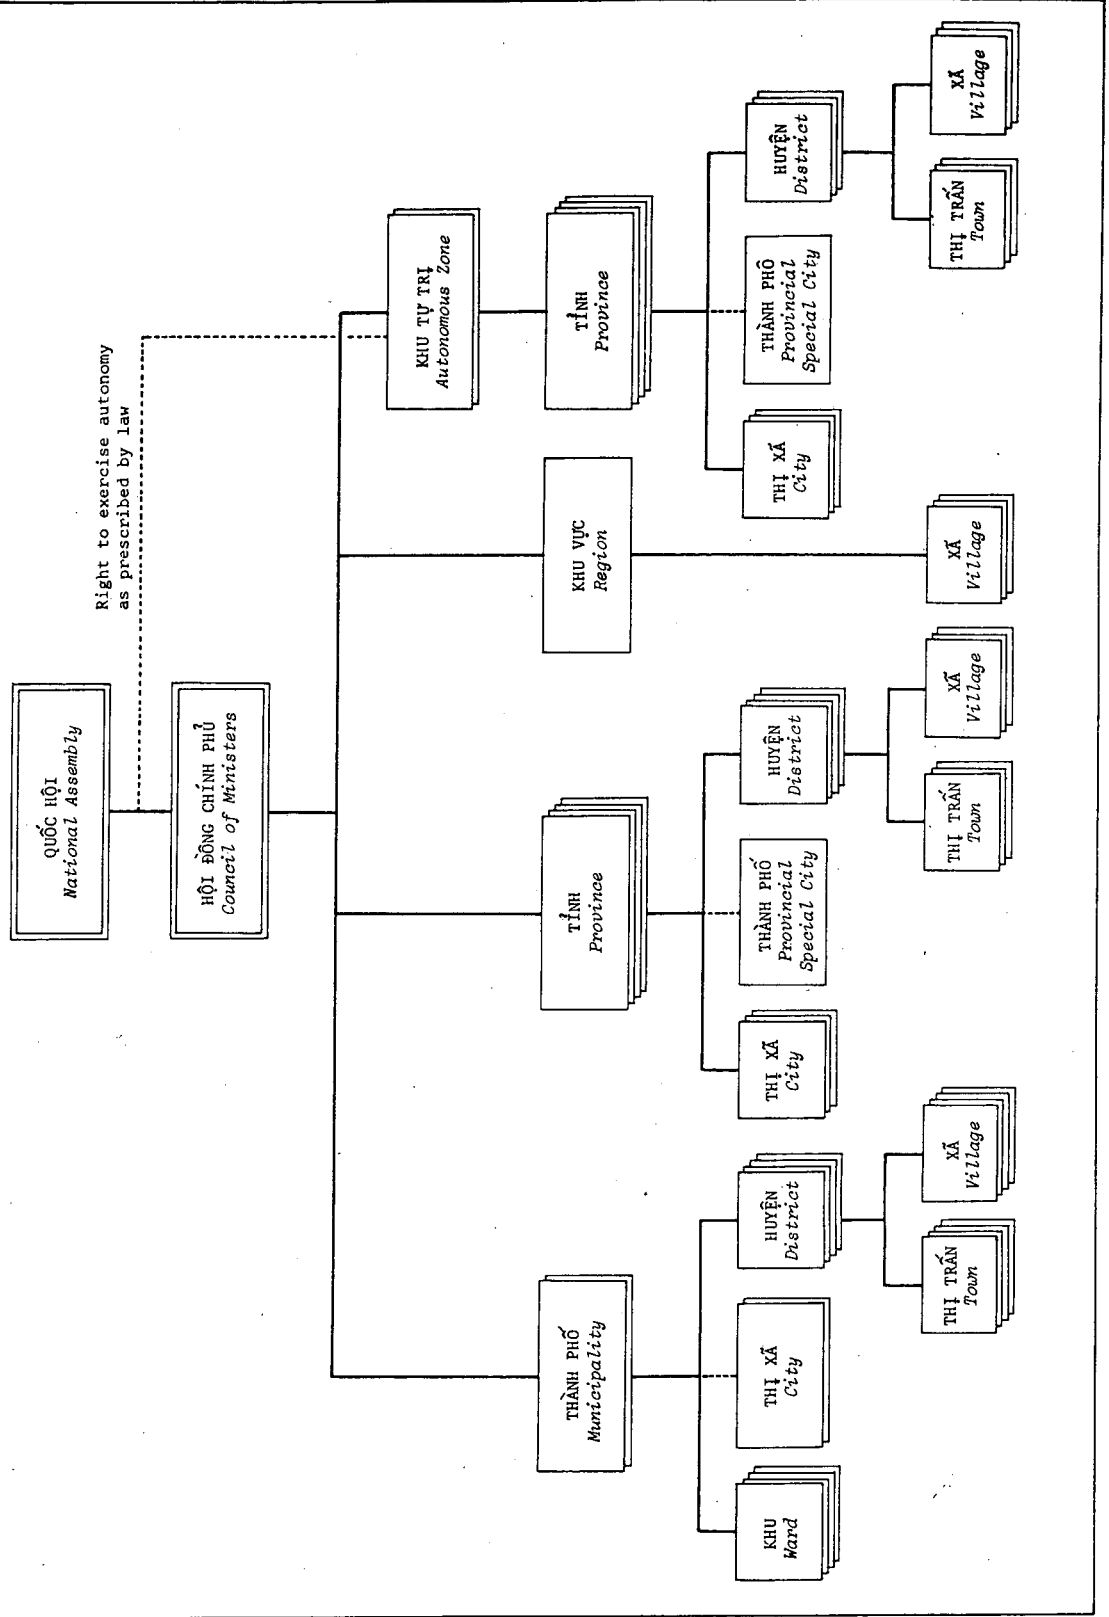 QUỐC HỘI
National Assembly
Right to exercise autonomy
as prescribed by law
HỘI ĐỒNG CHÍNH PHỦ
Council of Ministers
THÀNH PHỐ
Municipality
TỈNH
Province
KHU VỰC
Region
KHU TỰ TRỊ
Autonomous Zone
TỈNH
Province
KHU
Ward
THỊ XÃ
City
HUYỆN
District
THỊ XÃ
City
THÀNH PHỐ
Provincial
Special City
HUYỆN
District
THỊ XÃ
City
THÀNH PHỐ
Provincial
Special City
HUYỆN
District
THỊ TRẤN
Town
XÃ
Village
THỊ TRẤN
Town
XÃ
Village
XÃ
Village
THỊ TRẤN
Town
XÃ
Village